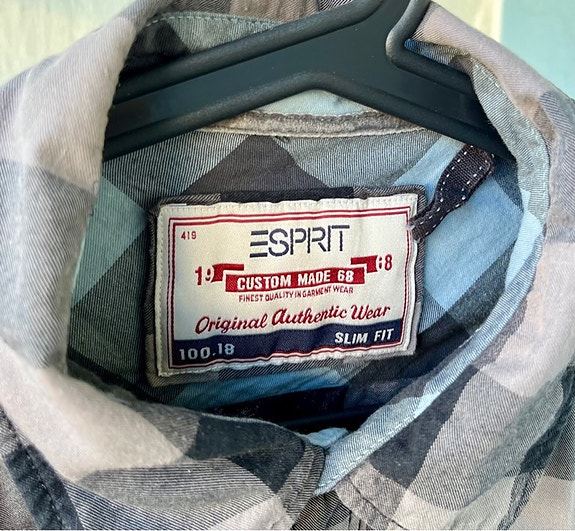 419
ESPRIT
19 68
CUSTOM MADE 68
FINEST QUALITY IN GARMENT WEAR
Original Authentic Wear
100.18 SLIM FIT